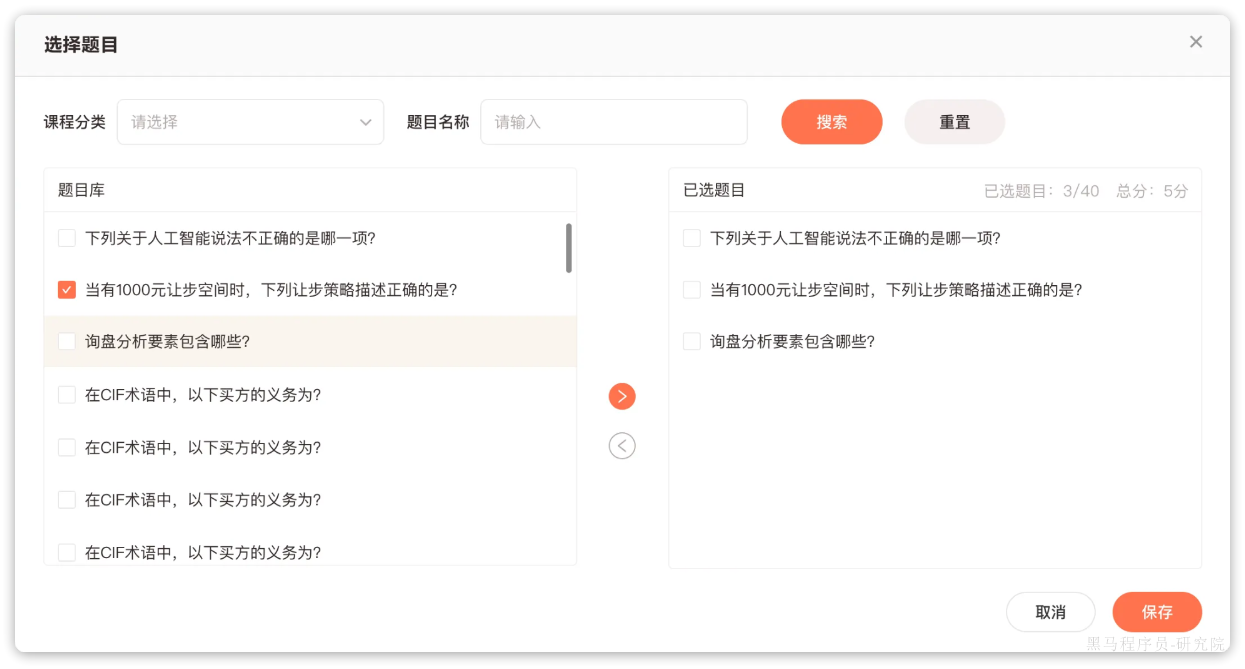 选择题目
课程分类 请选择 题目名称 请输入 搜索 重置
题目库
下列关于人工智能说法不正确的是哪一项?
当有1000元让步空间时，下列让步策略描述正确的是?
询盘分析要素包含哪些?
在CIF术语中，以下买方的义务为?
在CIF术语中，以下买方的义务为?
在CIF术语中，以下买方的义务为?
在CIF术语中，以下买方的义务为?
已选题目 已选题目：3/40 总分：5分
下列关于人工智能说法不正确的是哪一项?
当有1000元让步空间时，下列让步策略描述正确的是?
询盘分析要素包含哪些?
取消 保存
黑马程序员-研究院